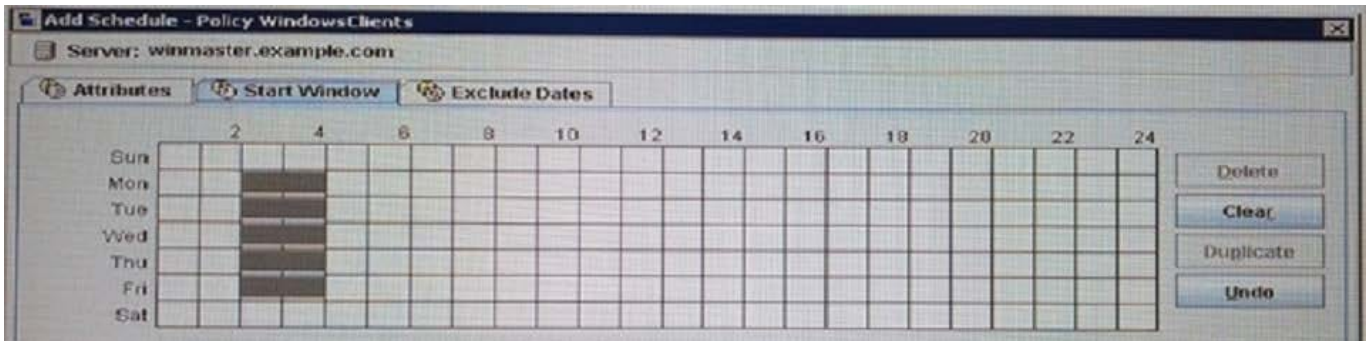 Add Schedule - Policy WindowsClients
Server: winmaster.example.com
Attributes Start Window Exclude Dates
2 4 6 8 10 12 14 16 18 20 22 24
Sun
Mon
Tue
Wed
Thu
Fri
Sat
Delete
Clear
Duplicate
Undo